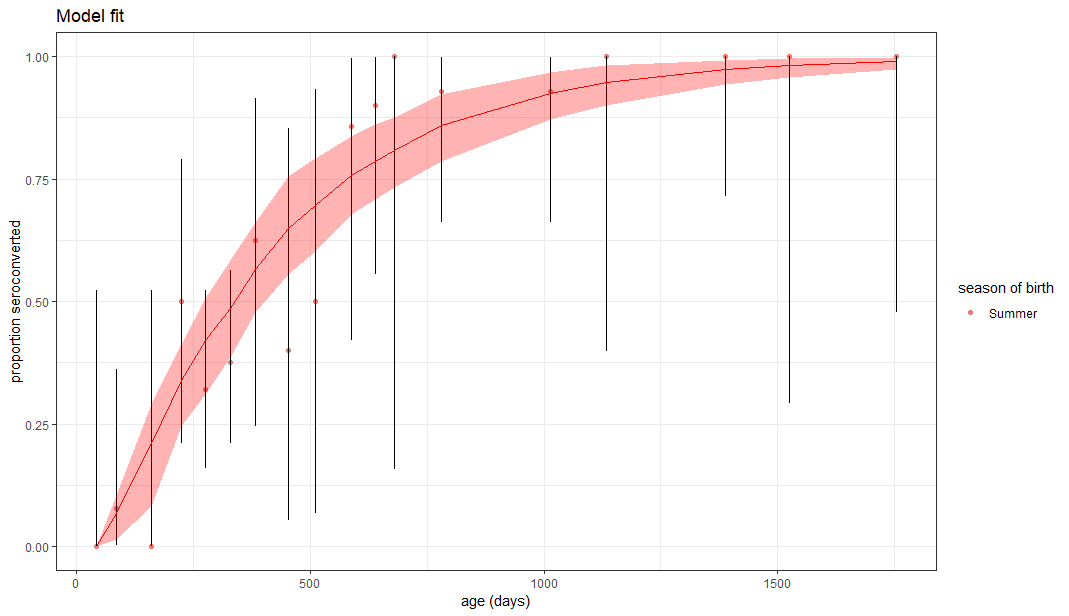 Model fit
1.00
0.75
0.50
0.25
0.00
proportion seroconverted
0
500
1000
1500
age (days)
season of birth
Summer